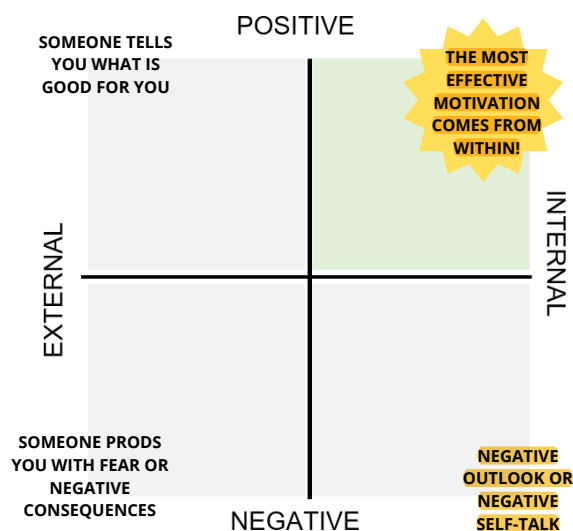 POSITIVE
SOMEONE TELLS
YOU WHAT IS
GOOD FOR YOU
THE MOST
EFFECTIVE
MOTIVATION
COMES FROM
WITHIN!
EXTERNAL
INTERNAL
SOMEONE PRODS
YOU WITH FEAR OR
NEGATIVE
CONSEQUENCES
NEGATIVE
OUTLOOK OR
NEGATIVE
SELF-TALK
NEGATIVE